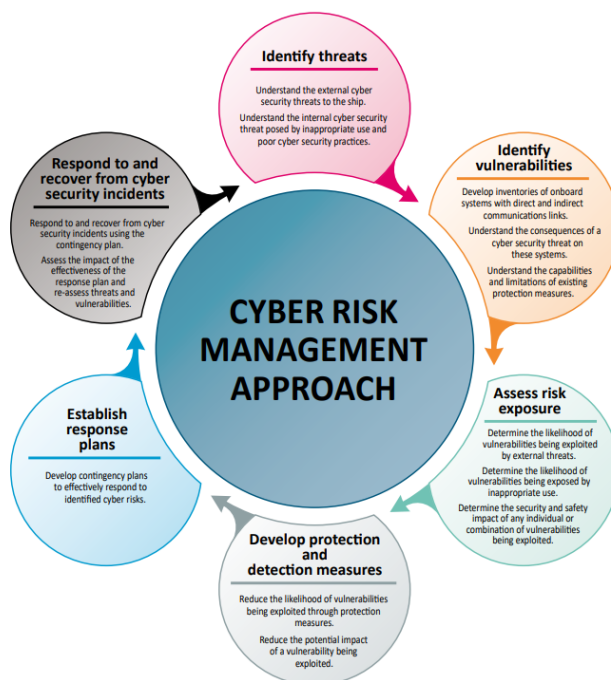 Identify threats
Understand the external cyber
security threats to the ship.
Understand the internal cyber security
threat posed by inappropriate use and
poor cyber security practices.
Identify
vulnerabilities
Develop inventories of onboard
systems with direct and indirect
communications links.
Understand the consequences of a
cyber security threat on
these systems.
Understand the capabilities
and limitations of existing
protection measures.
Assess risk
exposure
Determine the likelihood of
vulnerabilities being exploited
by external threats.
Determine the likelihood of
vulnerabilities being exposed by
inappropriate use.
Determine the security and safety
impact of any individual or
combination of vulnerabilities
being exploited.
Develop protection
and
detection measures
Reduce the likelihood of vulnerabilities
being exploited through protection
measures.
Reduce the potential impact
of a vulnerability being
exploited.
Establish
response
plans
Develop contingency plans
to effectively respond to
identified cyber risks.
Respond to and
recover from cyber
security incidents
Respond to and recover from cyber
security incidents using the
contingency plan.
Assess the impact of the
effectiveness of the
response plan and
re-assess threats and
vulnerabilities.
CYBER RISK
MANAGEMENT
APPROACH